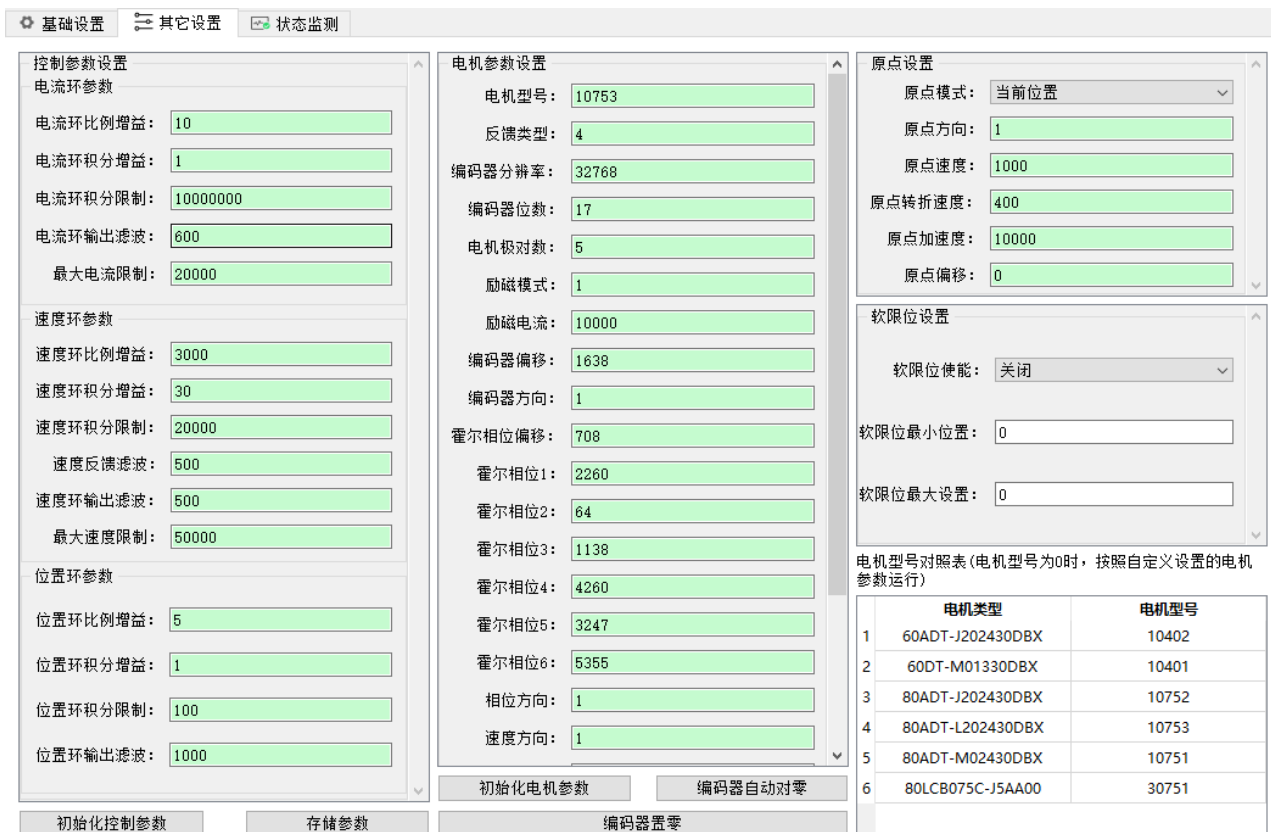 基础设置 其它设置 状态监测
控制参数设置
电流环参数
电流环比例增益: 10
电流环积分增益: 1
电流环积分限制: 10000000
电流环输出滤波: 600
最大电流限制: 20000
速度环参数
速度环比例增益: 3000
速度环积分增益: 30
速度环积分限制: 20000
速度反馈滤波: 500
速度环输出滤波: 500
最大速度限制: 50000
位置环参数
位置环比例增益: 5
位置环积分增益: 1
位置环积分限制: 100
位置环输出滤波: 1000
初始化控制参数 存储参数
电机参数设置
电机型号: 10753
反馈类型: 4
编码器分辨率: 32768
编码器位数: 17
电机极对数: 5
励磁模式: 1
励磁电流: 10000
编码器偏移: 1638
编码器方向: 1
霍尔相位偏移: 708
霍尔相位1: 2260
霍尔相位2: 64
霍尔相位3: 1138
霍尔相位4: 4260
霍尔相位5: 3247
霍尔相位6: 5355
相位方向: 1
速度方向: 1
初始化电机参数 编码器自动对零
编码器置零
原点设置
原点模式: 当前位置
原点方向: 1
原点速度: 1000
原点转折速度: 400
原点加速度: 10000
原点偏移: 0
软限位设置
软限位使能: 关闭
软限位最小位置: 0
软限位最大设置: 0
电机型号对照表(电机型号为0时，按照自定义设置的电机
参数运行)
电机类型 电机型号
1 60ADT-J202430DBX 10402
2 60DT-M01330DBX 10401
3 80ADT-J202430DBX 10752
4 80ADT-L202430DBX 10753
5 80ADT-M02430DBX 10751
6 80LCB075C-J5AA00 30751